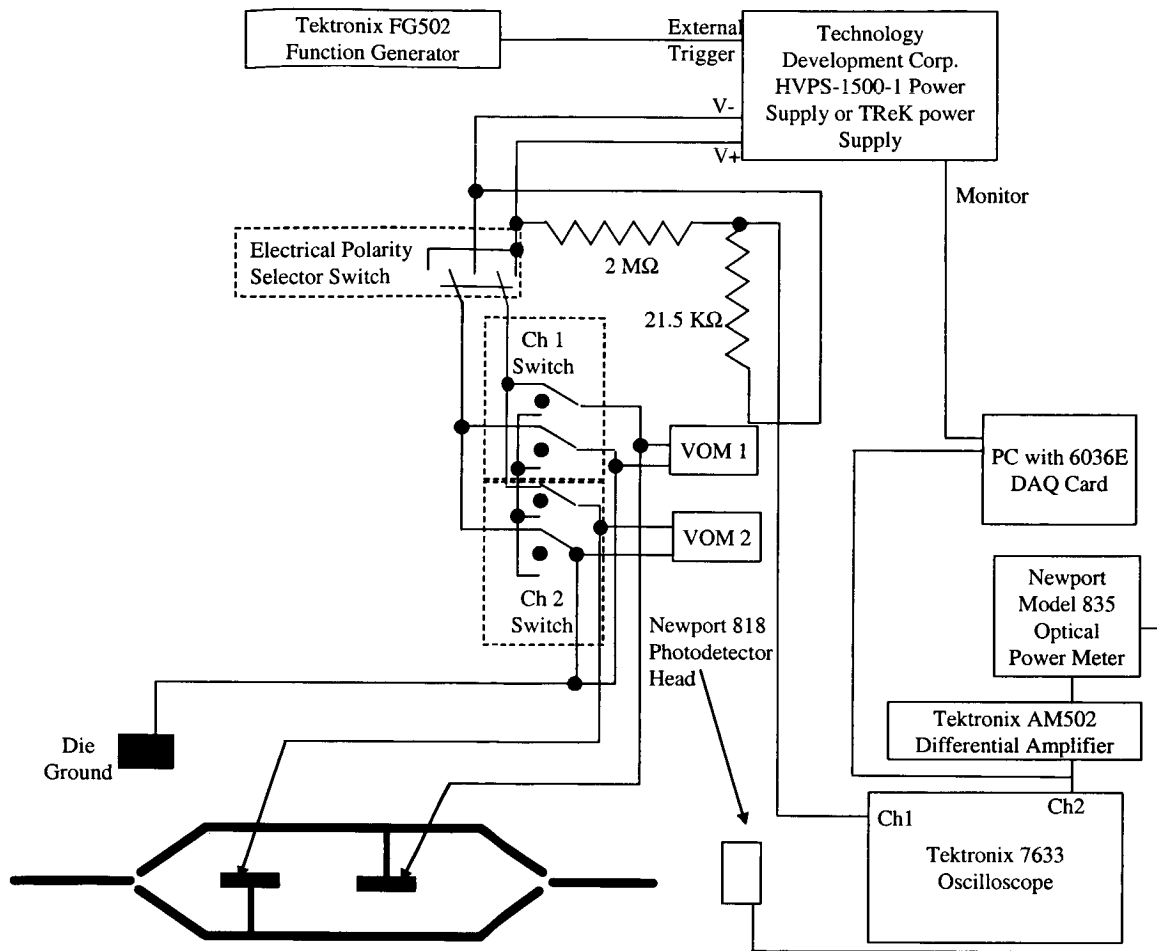 Tektronix FG502
Function Generator
External
Trigger
Technology
Development Corp.
HVPS-1500-1 Power
Supply or TReK power
Supply
V-
V+
Monitor
Electrical Polarity
Selector Switch
2 MΩ
21.5 KΩ
Ch 1
Switch
VOM 1
PC with 6036E
DAQ Card
VOM 2
Ch 2
Switch
Newport 818
Photodetector
Head
Newport
Model 835
Optical
Power Meter
Tektronix AM502
Differential Amplifier
Die
Ground
Ch1
Ch2
Tektronix 7633
Oscilloscope